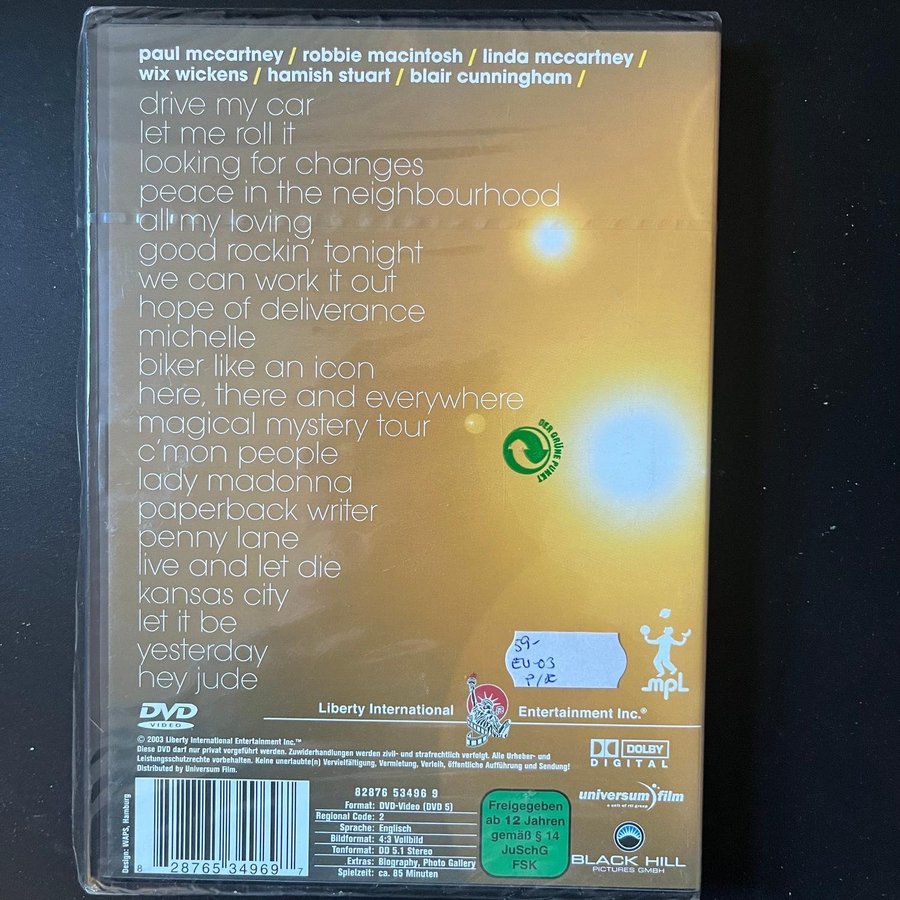 paul mccartney / robbie macintosh / linda mccartney /
wix wickens / hamish stuart / blair cunningham /
drive my car
let me roll it
looking for changes
peace in the neighbourhood
all my loving
good rockin' tonight
we can work it out
hope of deliverance
michelle
biker like an icon
here, there and everywhere
magical mystery tour
c'mon people
lady madonna
paperback writer
penny lane
live and let die
kansas city
let it be
yesterday
hey jude
DER GRÜNE PUNKT
59-
EU-03
P/OC
mpl
Liberty International Entertainment Inc.®
DVD
VIDEO
© 2003 Liberty International Entertainment Inc.™
Diese DVD darf nur privat vorgeführt werden. Zuwiderhandlungen werden zivil- und strafrechtlich verfolgt. Alle Urheber- und
Leistungsschutzrechte vorbehalten. Keine unerlaubte(n) Vervielfältigung, Vermietung, Verleih, öffentliche Aufführung und Sendung!
Distributed by Universum Film.
DOLBY
DIGITAL
Design: WAPS, Hamburg
8 28765 34969 7
82876 53496 9
Format: DVD-Video (DVD 5)
Regional Code: 2
Sprache: Englisch
Bildformat: 4:3 Vollbild
Tonformat: DD 5.1 Stereo
Extras: Biography, Photo Gallery
Spielzeit: ca. 85 Minuten
Freigegeben
ab 12 Jahren
gemäß § 14
JuSchG
FSK
universum film
a unit of rtl group
BLACK HILL
PICTURES GMBH